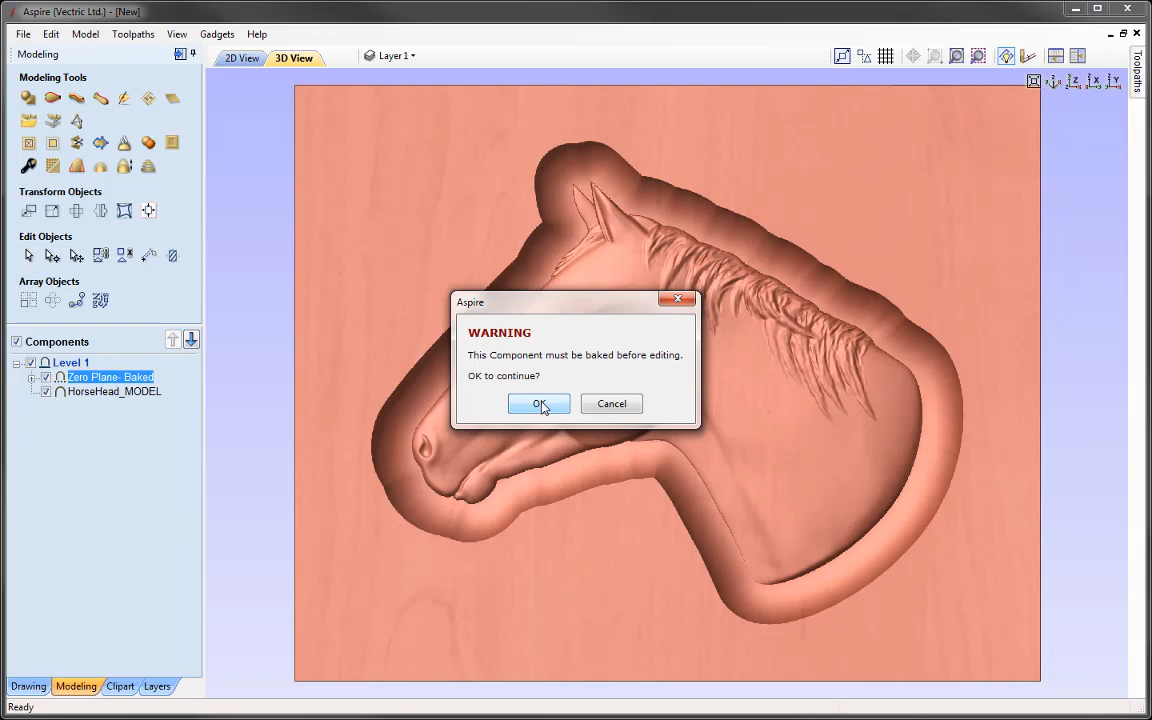 Aspire {Vectric Ltd.} - [New]
File Edit Model Toolpaths View Gadgets Help
Modeling
2D View 3D View Layer1
Toolpaths
Modeling Tools
Z X Y
Transform Objects
Edit Objects
Array Objects
Components
Level 1
Zero Plane- Baked
HorseHead_MODEL
Aspire
WARNING
This Component must be baked before editing.
OK to continue?
OK Cancel
Drawing Modeling Clipart Layers
Ready